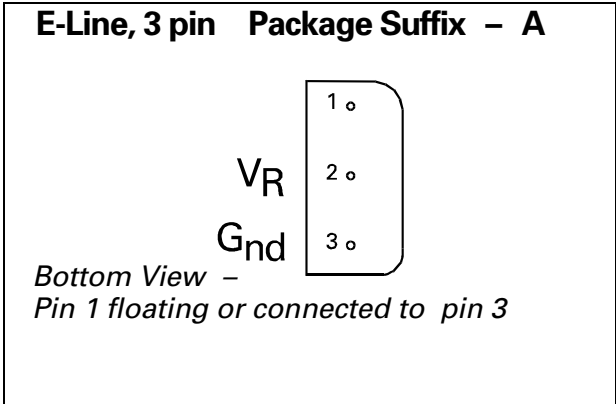 E-Line, 3 pin Package Suffix – A
1
VR 2
Gnd 3
Bottom View –
Pin 1 floating or connected to pin 3